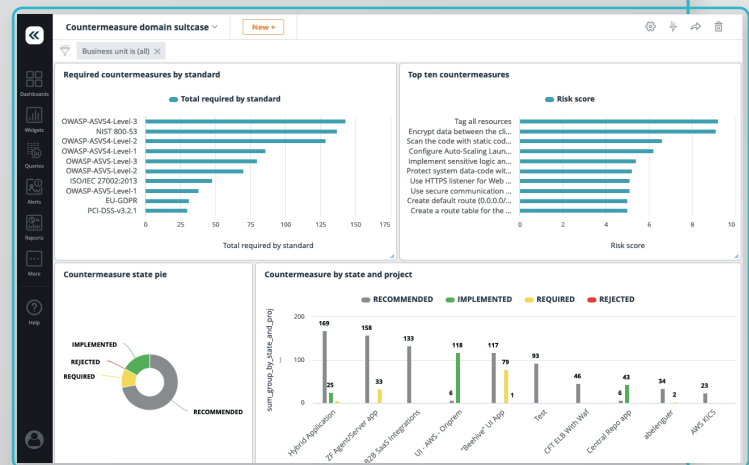 Countermeasure domain suitcase
New +
Business unit is (all)
Dashboards
Widgets
Queries
Alerts
Reports
More
Help
Required countermeasures by standard
Total required by standard
OWASP-ASVS4-Level-3
NIST 800-53
OWASP-ASVS4-Level-2
OWASP-ASVS4-Level-1
OWASP-ASVS-Level-3
OWASP-ASVS-Level-2
ISO/IEC 27002:2013
OWASP-ASVS-Level-1
EU-GDPR
PCI-DSS-v3.2.1
0 25 50 75 100 125 150 175
Total required by standard
Top ten countermeasures
Risk score
Tag all resources
Encrypt data between the cli...
Scan the code with static cod...
Configure Auto-Scaling Laun...
Implement sensitive logic an...
Protect system data-code wit...
Use HTTPS listener for Web ...
Use secure communication ...
Create default route (0.0.0.0/...
Create a route table for the ...
0 2 4 6 8 10
Risk score
Countermeasure state pie
IMPLEMENTED
REJECTED
REQUIRED
RECOMMENDED
Countermeasure by state and project
RECOMMENDED IMPLEMENTED REQUIRED REJECTED
sum_group_by_state_and_proj
...
200
100
0
169 25
158 33
133
6 118
117 79 1
93
46
6 43
34 2
23
Hybrid Application
ZF Agent/Server app
B2B SaaS Integrations
UI - AWS - Onprem
"Beehive" UI App
Test
CFT ELB With Waf
Central Repo app
abelenguer
AWS KICS